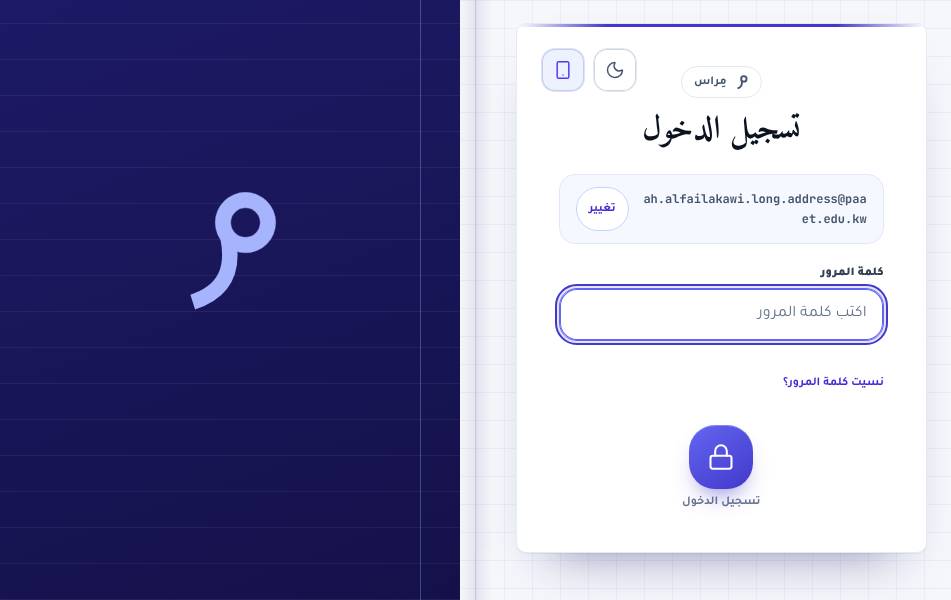 مِراس
تسجيل الدخول
ah.alfailakawi.long.address@paa
et.edu.kw
تغيير
كلمة المرور
اكتب كلمة المرور
نسيت كلمة المرور؟
تسجيل الدخول